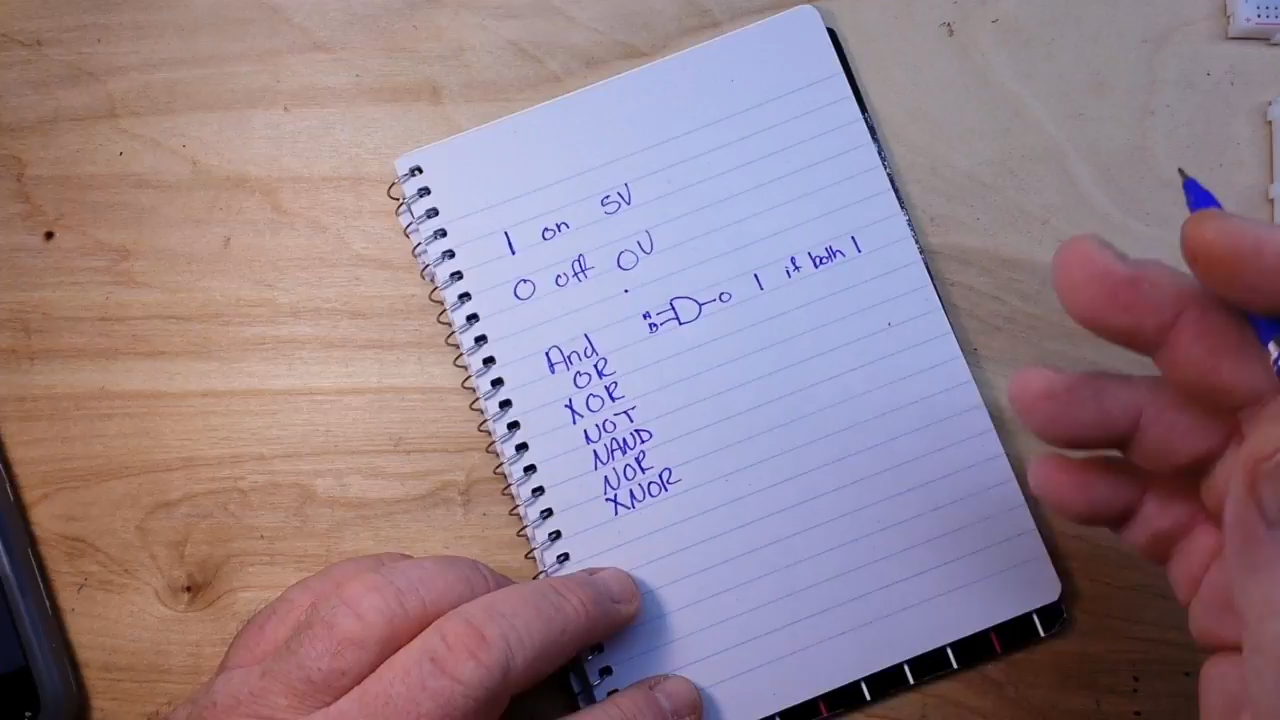 1 on 5V
0 off 0V
A
B
O 1 if both 1
And
OR
XOR
NOT
NAND
NOR
XNOR